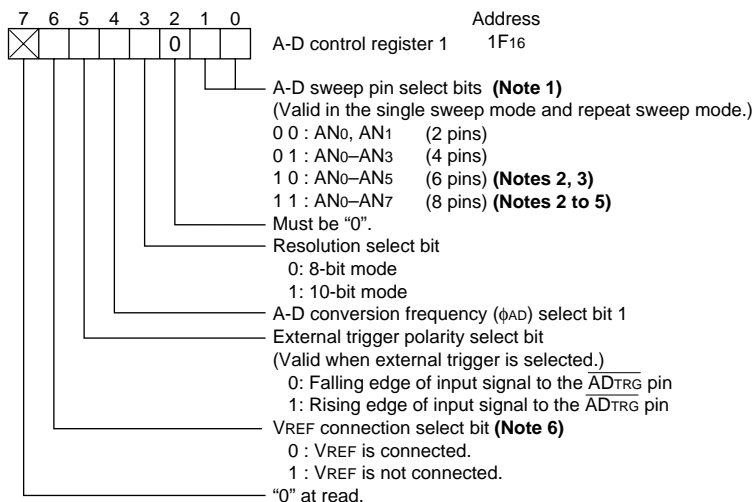 7 6 5 4 3 2 1 0 Address
0 A-D control register 1 1F16
A-D sweep pin select bits (Note 1)
(Valid in the single sweep mode and repeat sweep mode.)
0 0 : AN0, AN1 (2 pins)
0 1 : AN0–AN3 (4 pins)
1 0 : AN0–AN5 (6 pins) (Notes 2, 3)
1 1 : AN0–AN7 (8 pins) (Notes 2 to 5)
Must be “0”.
Resolution select bit
0: 8-bit mode
1: 10-bit mode
A-D conversion frequency (ϕAD) select bit 1
External trigger polarity select bit
(Valid when external trigger is selected.)
0: Falling edge of input signal to the ADTRG pin
1: Rising edge of input signal to the ADTRG pin
VREF connection select bit (Note 6)
0 : VREF is connected.
1 : VREF is not connected.
“0” at read.